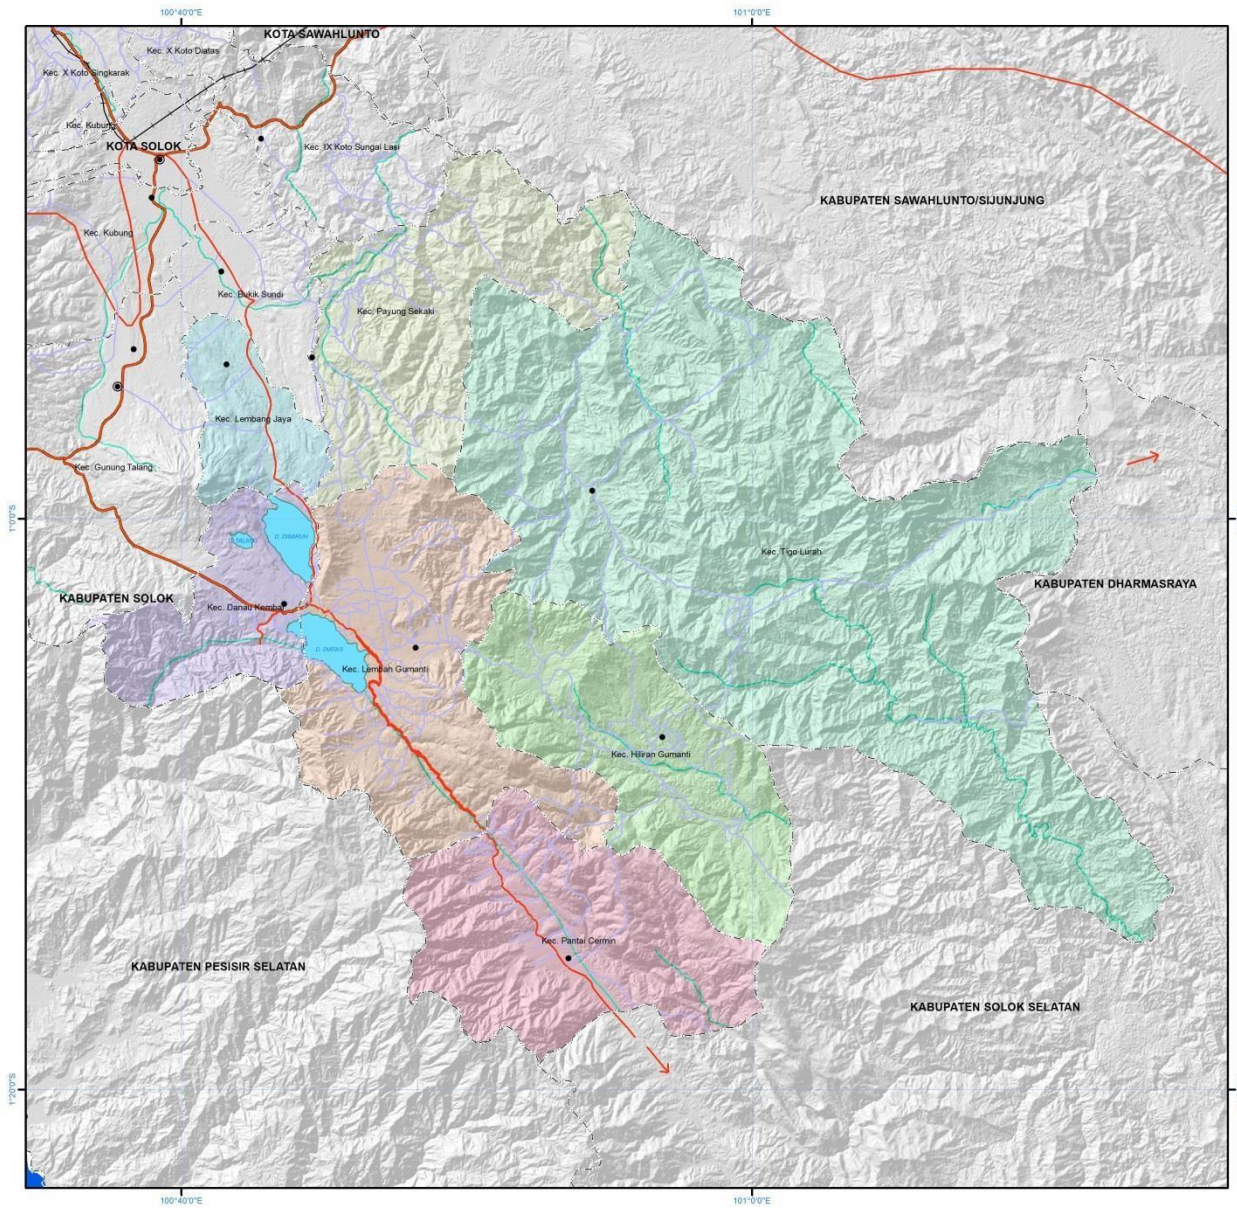 100°40'0"E
101°0'0"E
KOTA SAWAHLUNTO
Kec. X Koto Diatas
Kec. X Koto Singkarak
Kec. Kubung
KOTA SOLOK
Kec. IX Koto Sungai Lasi
KABUPATEN SAWAHLUNTO/SIJUNJUNG
Kec. Kubung
Kec. Bukik Sundi
Kec. Payung Sekaki
Kec. Lembang Jaya
Kec. Gunung Talang
1°0'0"S
D. TALANG
D. DIBARUH
Kec. Tigo Lurah
KABUPATEN DHARMASRAYA
KABUPATEN SOLOK
Kec. Danau Kembar
D. DIATAS
Kec. Lembah Gumanti
Kec. Hiliran Gumanti
Kec. Pantai Cermin
KABUPATEN PESISIR SELATAN
KABUPATEN SOLOK SELATAN
1°20'0"S
100°40'0"E
101°0'0"E